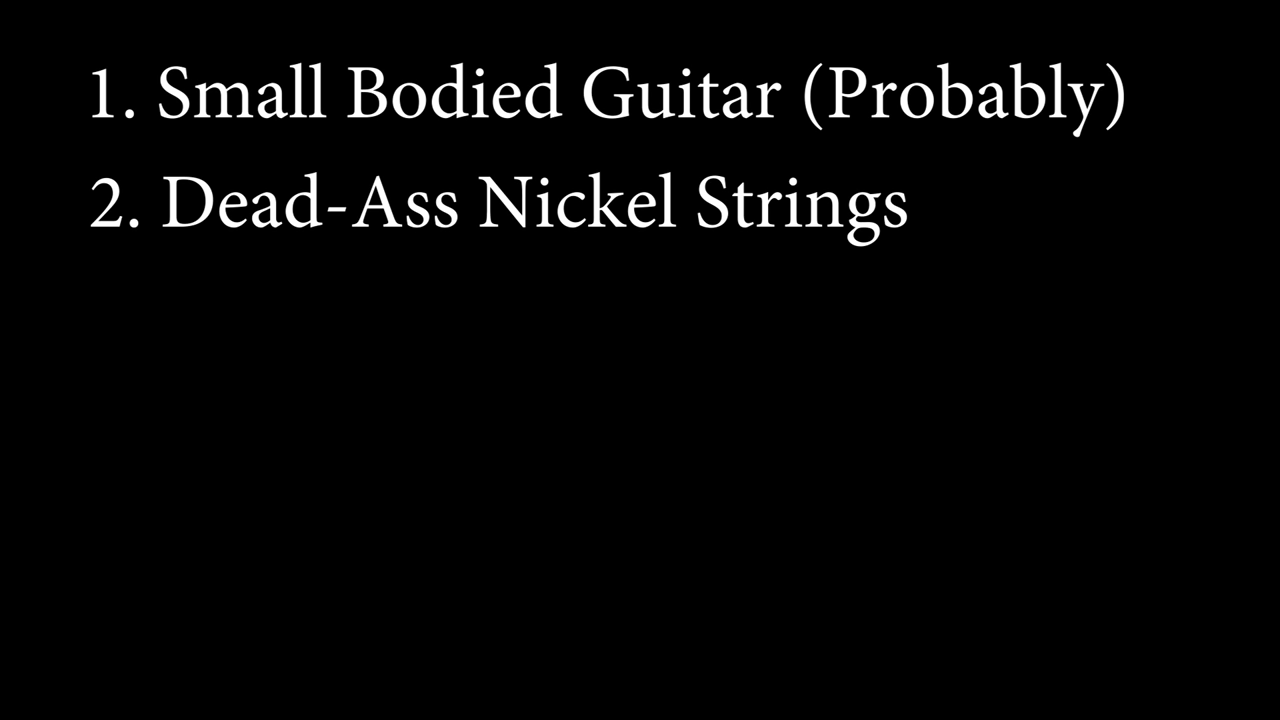 1. Small Bodied Guitar (Probably)
2. Dead-Ass Nickel Strings